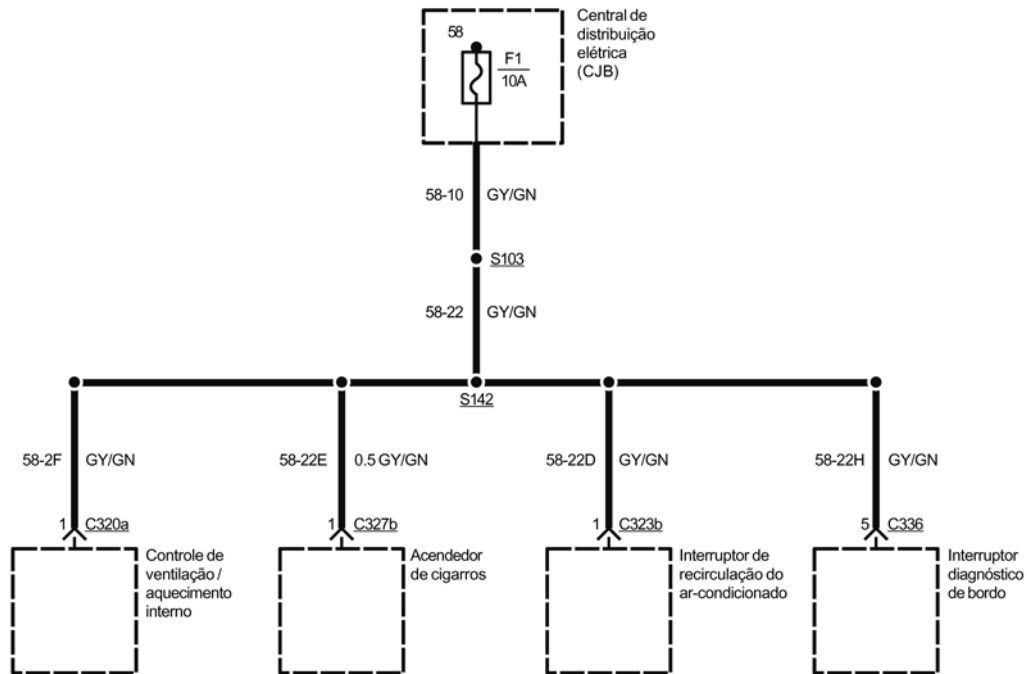 58
F1
10A
Central de
distribuição
elétrica
(CJB)
58-10 GY/GN
S103
58-22 GY/GN
S142
58-2F GY/GN
58-22E 0.5 GY/GN
58-22D GY/GN
58-22H GY/GN
1 C320a
1 C327b
1 C323b
5 C336
Controle de
ventilação /
aquecimento
interno
Acendedor
de cigarros
Interruptor de
recirculação do
ar-condicionado
Interruptor
diagnóstico
de bordo